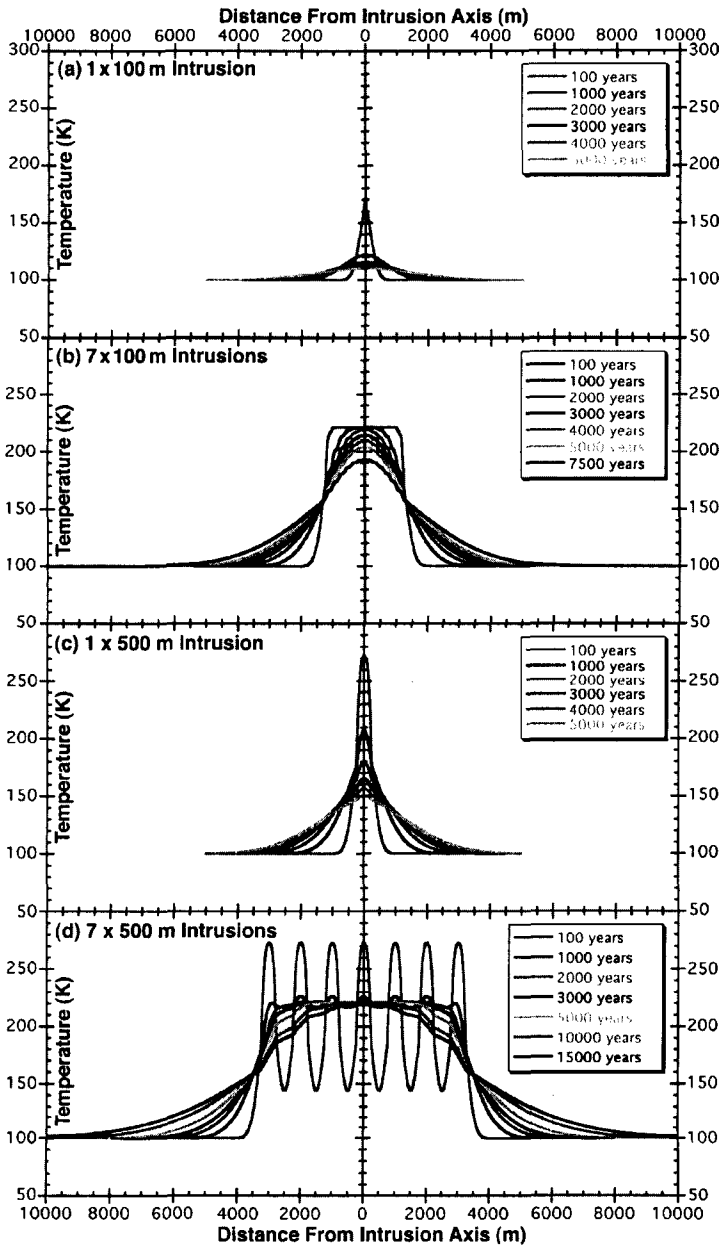 Distance From Intrusion Axis (m)
10000 8000 6000 4000 2000 0 2000 4000 6000 8000 10000
300 300
(a) 1 x 100 m Intrusion
100 years
1000 years
2000 years
3000 years
4000 years
5000 years
250 250
200 200
150 150
100 100
50 50
Temperature (K)
(b) 7 x 100 m Intrusions
100 years
1000 years
2000 years
3000 years
4000 years
5000 years
7500 years
250 250
200 200
150 150
100 100
50 50
Temperature (K)
(c) 1 x 500 m Intrusion
100 years
1000 years
2000 years
3000 years
4000 years
5000 years
250 250
200 200
150 150
100 100
50 50
Temperature (K)
(d) 7 x 500 m Intrusions
100 years
1000 years
2000 years
3000 years
5000 years
10000 years
15000 years
250 250
200 200
150 150
100 100
50 50
Temperature (K)
10000 8000 6000 4000 2000 0 2000 4000 6000 8000 10000
Distance From Intrusion Axis (m)